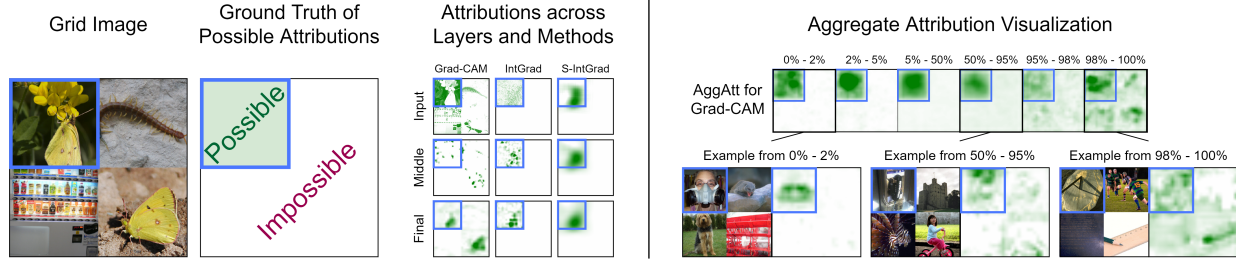 Grid Image
Ground Truth of
Possible Attributions
Possible
Impossible
Attributions across
Layers and Methods
Grad-CAM IntGrad S-IntGrad
Input
Middle
Final
Aggregate Attribution Visualization
0% - 2% 2% - 5% 5% - 50% 50% - 95% 95% - 98% 98% - 100%
AggAtt for
Grad-CAM
Example from 0% - 2% Example from 50% - 95% Example from 98% - 100%